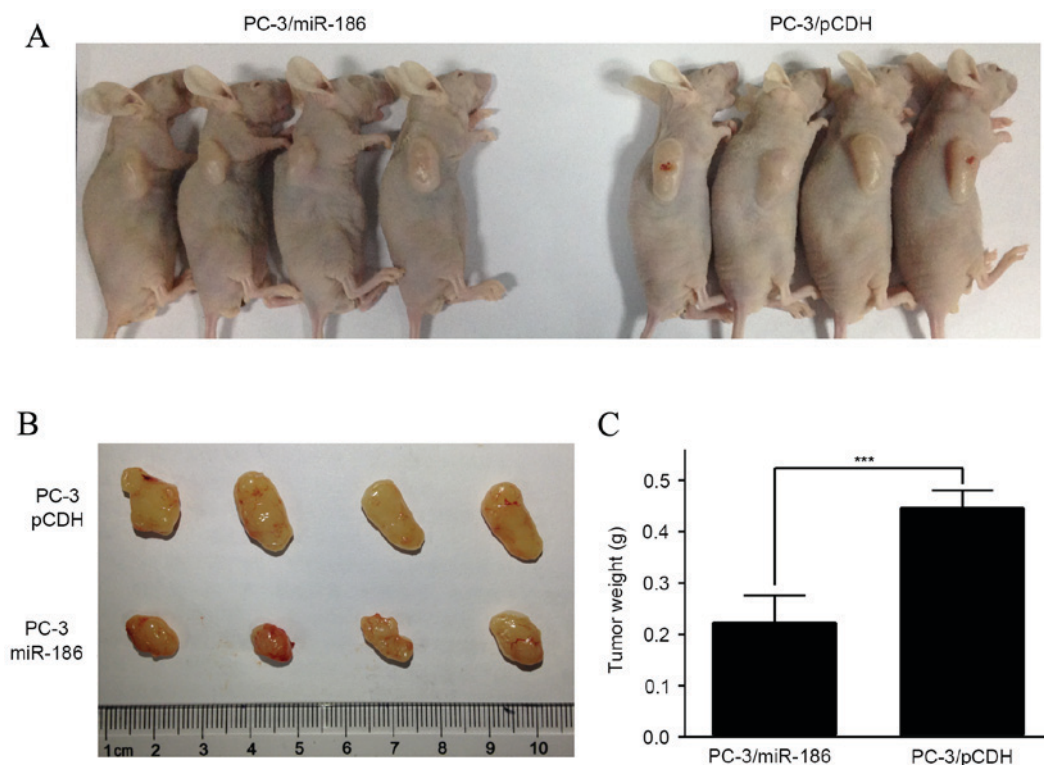 A
PC-3/miR-186
PC-3/pCDH
B
PC-3
pCDH
PC-3
miR-186
1cm 2 3 4 5 6 7 8 9 10
C
***
Tumor weight (g)
0.5
0.4
0.3
0.2
0.1
0.0
PC-3/miR-186
PC-3/pCDH